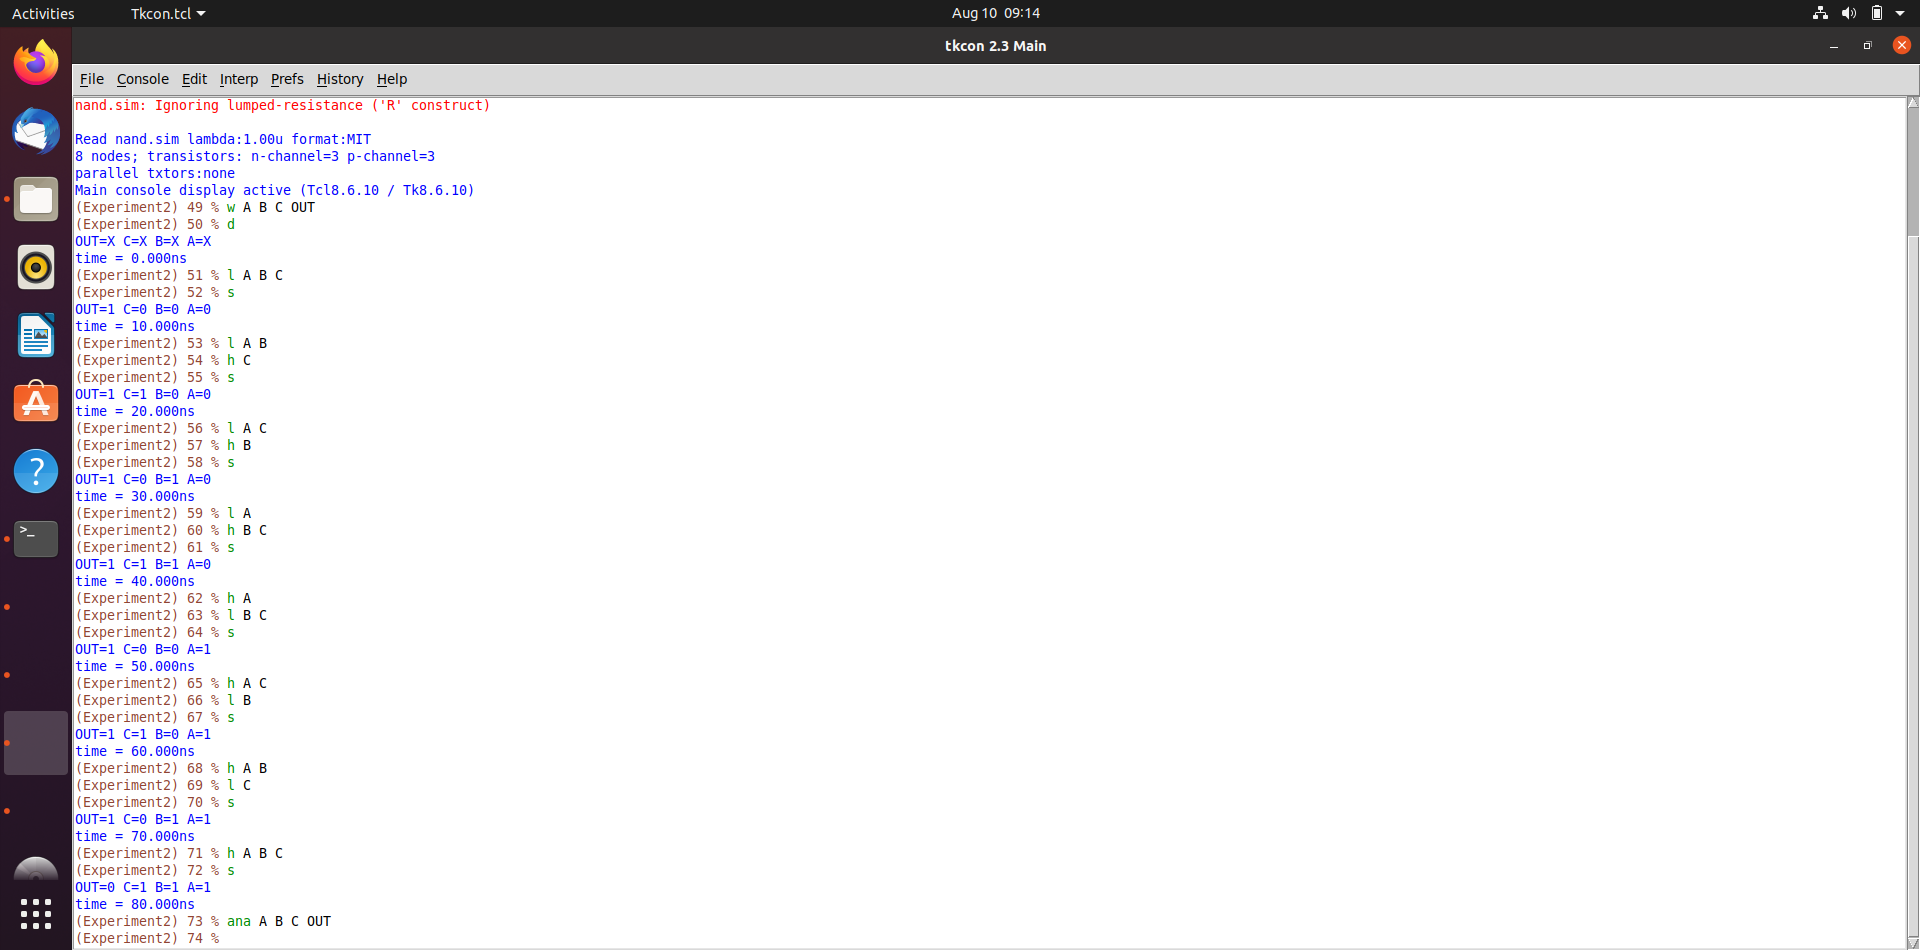 Activities Tkcon.tcl Aug 10 09:14
tkcon 2.3 Main
File Console Edit Interp Prefs History Help
nand.sim: Ignoring lumped-resistance ('R' construct)
Read nand.sim lambda:1.00u format:MIT
8 nodes; transistors: n-channel=3 p-channel=3
parallel txtors:none
Main console display active (Tcl8.6.10 / Tk8.6.10)
(Experiment2) 49 % w A B C OUT
(Experiment2) 50 % d
OUT=X C=X B=X A=X
time = 0.000ns
(Experiment2) 51 % l A B C
(Experiment2) 52 % s
OUT=1 C=0 B=0 A=0
time = 10.000ns
(Experiment2) 53 % l A B
(Experiment2) 54 % h C
(Experiment2) 55 % s
OUT=1 C=1 B=0 A=0
time = 20.000ns
(Experiment2) 56 % l A C
(Experiment2) 57 % h B
(Experiment2) 58 % s
OUT=1 C=0 B=1 A=0
time = 30.000ns
(Experiment2) 59 % l A
(Experiment2) 60 % h B C
(Experiment2) 61 % s
OUT=1 C=1 B=1 A=0
time = 40.000ns
(Experiment2) 62 % h A
(Experiment2) 63 % l B C
(Experiment2) 64 % s
OUT=1 C=0 B=0 A=1
time = 50.000ns
(Experiment2) 65 % h A C
(Experiment2) 66 % l B
(Experiment2) 67 % s
OUT=1 C=1 B=0 A=1
time = 60.000ns
(Experiment2) 68 % h A B
(Experiment2) 69 % l C
(Experiment2) 70 % s
OUT=1 C=0 B=1 A=1
time = 70.000ns
(Experiment2) 71 % h A B C
(Experiment2) 72 % s
OUT=0 C=1 B=1 A=1
time = 80.000ns
(Experiment2) 73 % ana A B C OUT
(Experiment2) 74 %